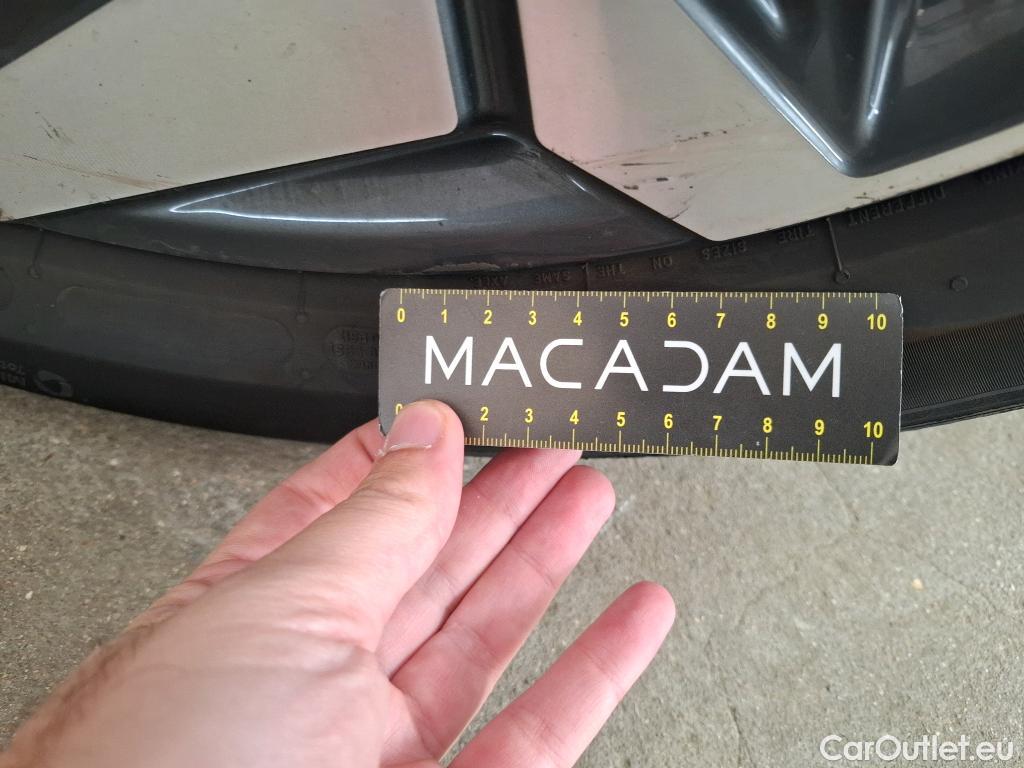 DIFFERENT
TIRE
SIZES
ON
THE
SAME
AXLE
0 1 2 3 4 5 6 7 8 9 10
MACADAM
0 2 3 4 5 6 7 8 9 10
CarOutlet.eu